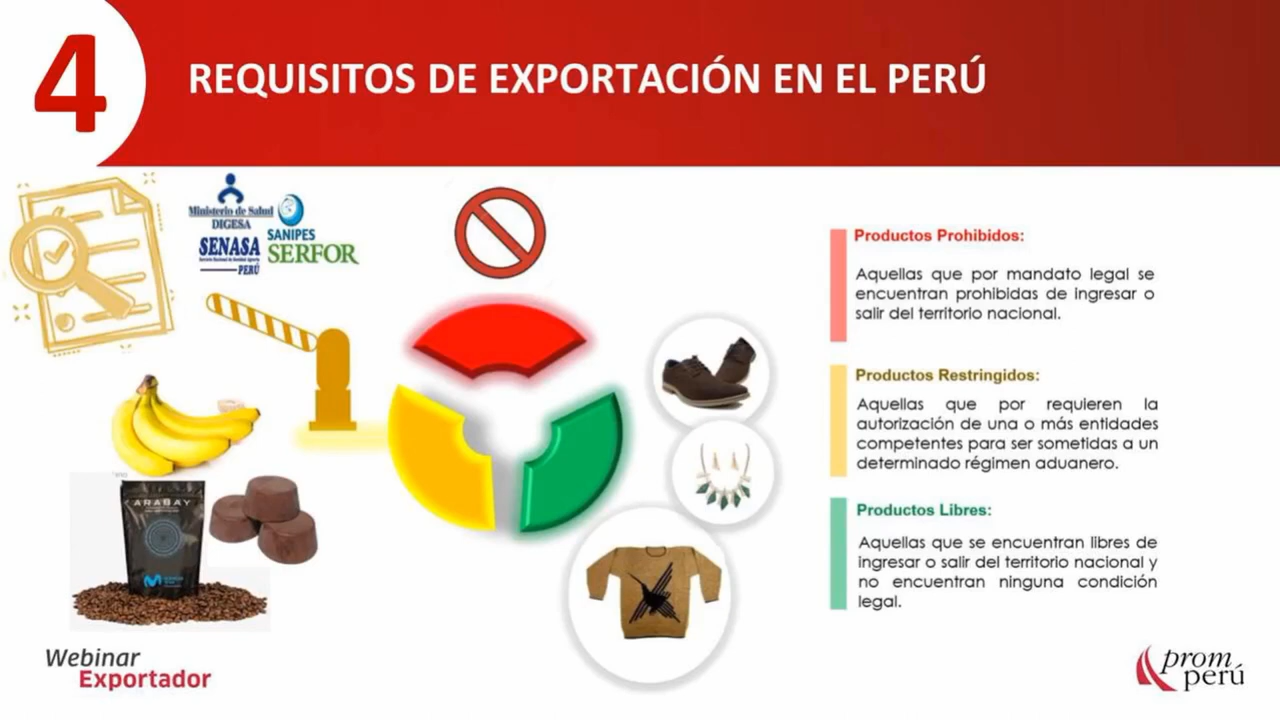 4
REQUISITOS DE EXPORTACIÓN EN EL PERÚ
Ministerio de Salud
DIGESA
SANIPES
SENASA
SERFOR
PERÚ
Productos Prohibidos:
Aquellas que por mandato legal se
encuentran prohibidas de ingresar o
salir del territorio nacional.
Productos Restringidos:
Aquellas que por requieren la
autorización de una o más entidades
competentes para ser sometidas a un
determinado régimen aduanero.
Productos Libres:
Aquellas que se encuentran libres de
ingresar o salir del territorio nacional y
no encuentran ninguna condición
legal.
ARABAY
Webinar
Exportador
prom
perú